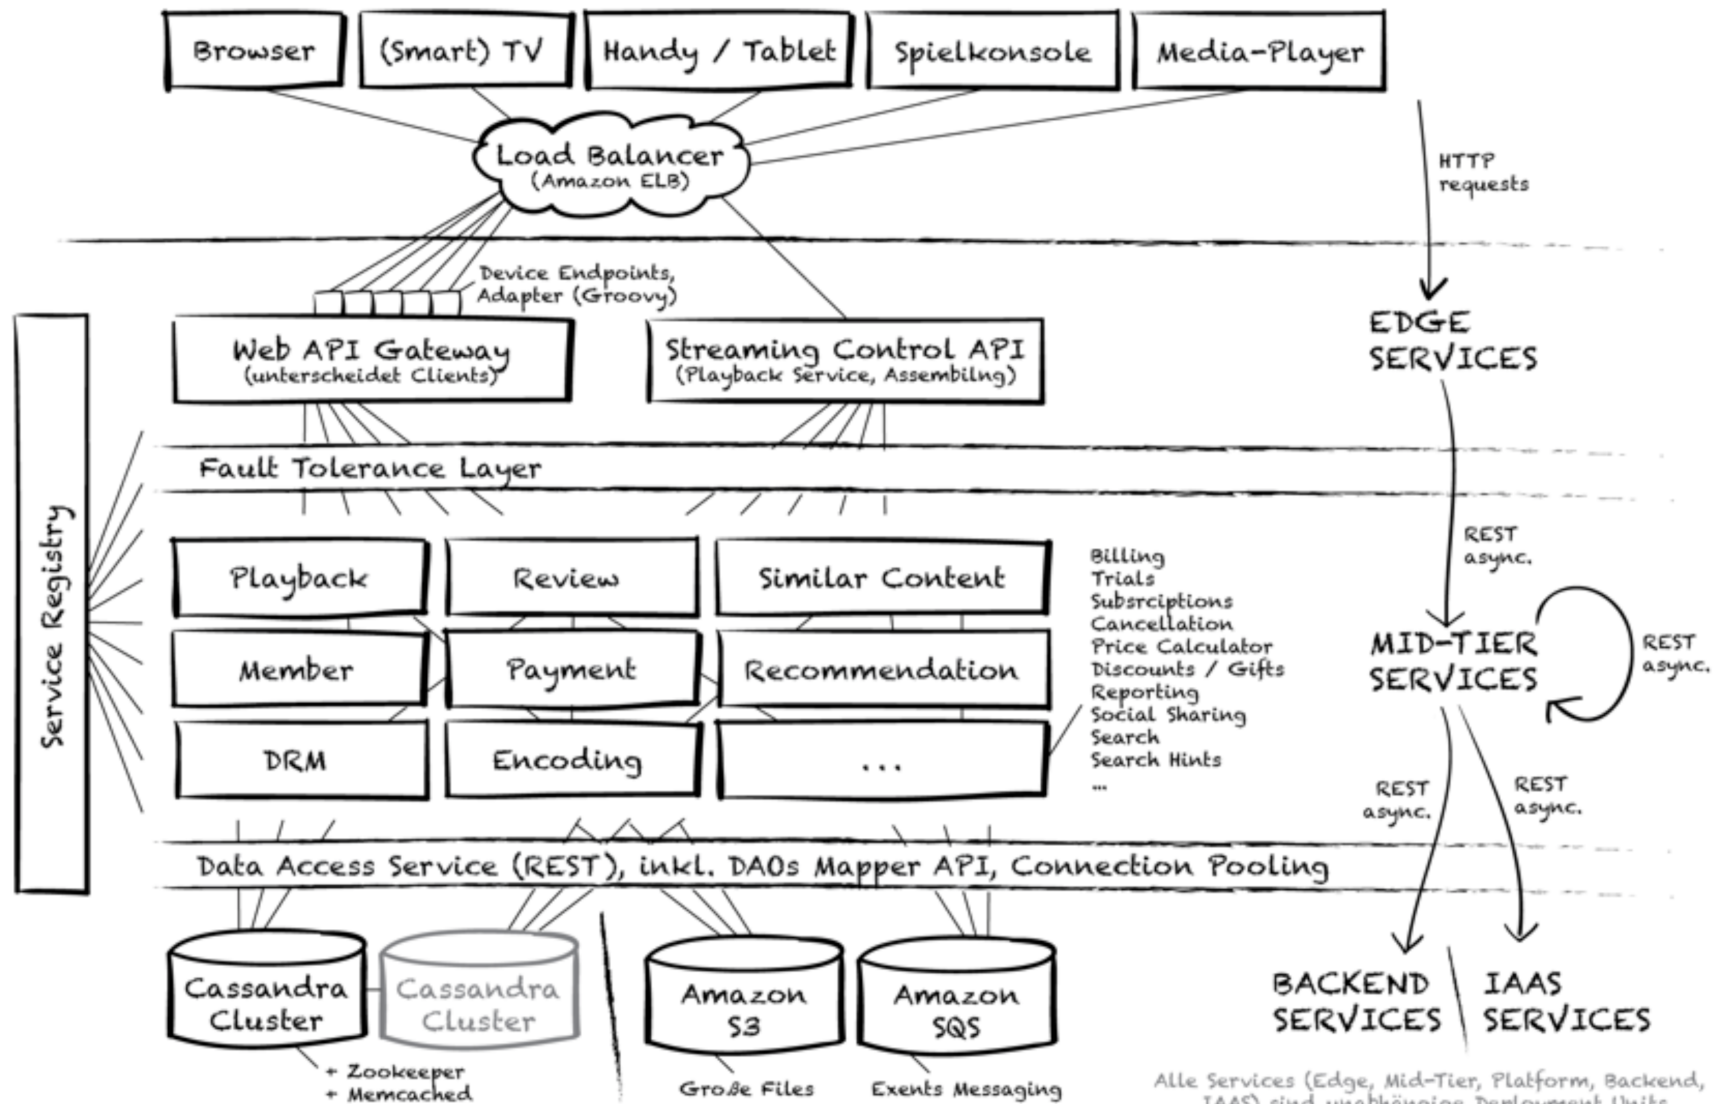 Browser
(Smart) TV
Handy / Tablet
Spielkonsole
Media-Player
Load Balancer
(Amazon ELB)
HTTP
requests
Device Endpoints,
Adapter (Groovy)
Web API Gateway
(unterscheidet Clients)
Streaming Control API
(Playback Service, Assembilng)
EDGE
SERVICES
Fault Tolerance Layer
Service Registry
REST
async.
Playback
Review
Similar Content
Member
Payment
Recommendation
DRM
Encoding
...
Billing
Trials
Subsrciptions
Cancellation
Price Calculator
Discounts / Gifts
Reporting
Social Sharing
Search
Search Hints
...
MID-TIER
SERVICES
REST
async.
REST
async.
REST
async.
Data Access Service (REST), inkl. DAOs Mapper API, Connection Pooling
Cassandra
Cluster
Cassandra
Cluster
Amazon
S3
Amazon
SQS
BACKEND
SERVICES
IAAS
SERVICES
+ Zookeeper
+ Memcached
Große Files
Exents Messaging
Alle Services (Edge, Mid-Tier, Platform, Backend,
IAAS) sind unabhängige Deployment Units